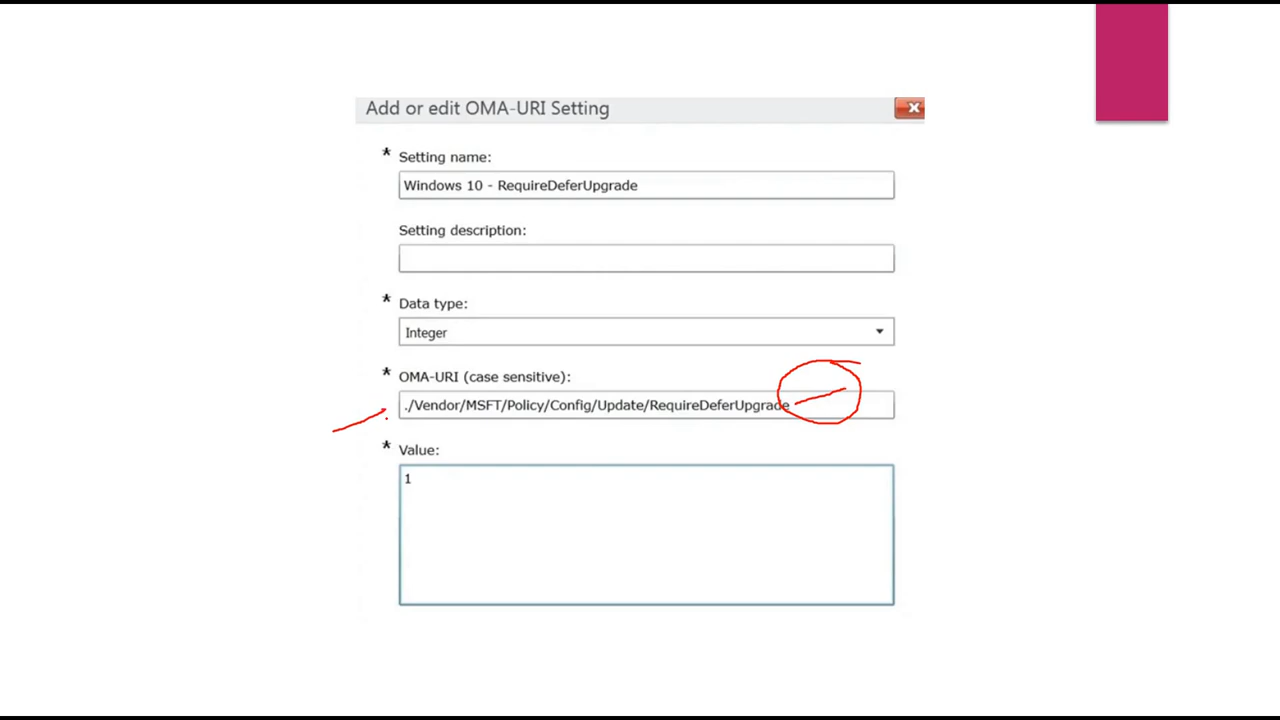 Add or edit OMA-URI Setting
* Setting name:
Windows 10 - RequireDeferUpgrade
Setting description:
* Data type:
Integer
* OMA-URI (case sensitive):
./Vendor/MSFT/Policy/Config/Update/RequireDeferUpgrade
* Value:
1